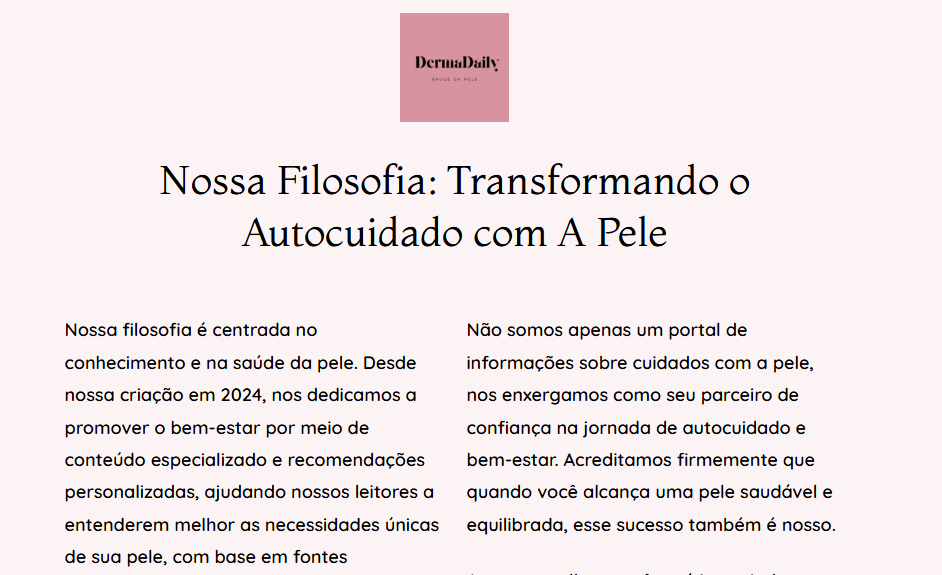 DermaDaily
SAÚDE DA PELE
Nossa Filosofia: Transformando o
Autocuidado com A Pele
Nossa filosofia é centrada no
conhecimento e na saúde da pele. Desde
nossa criação em 2024, nos dedicamos a
promover o bem-estar por meio de
conteúdo especializado e recomendações
personalizadas, ajudando nossos leitores a
entenderem melhor as necessidades únicas
de sua pele, com base em fontes
Não somos apenas um portal de
informações sobre cuidados com a pele,
nos enxergamos como seu parceiro de
confiança na jornada de autocuidado e
bem-estar. Acreditamos firmemente que
quando você alcança uma pele saudável e
equilibrada, esse sucesso também é nosso.